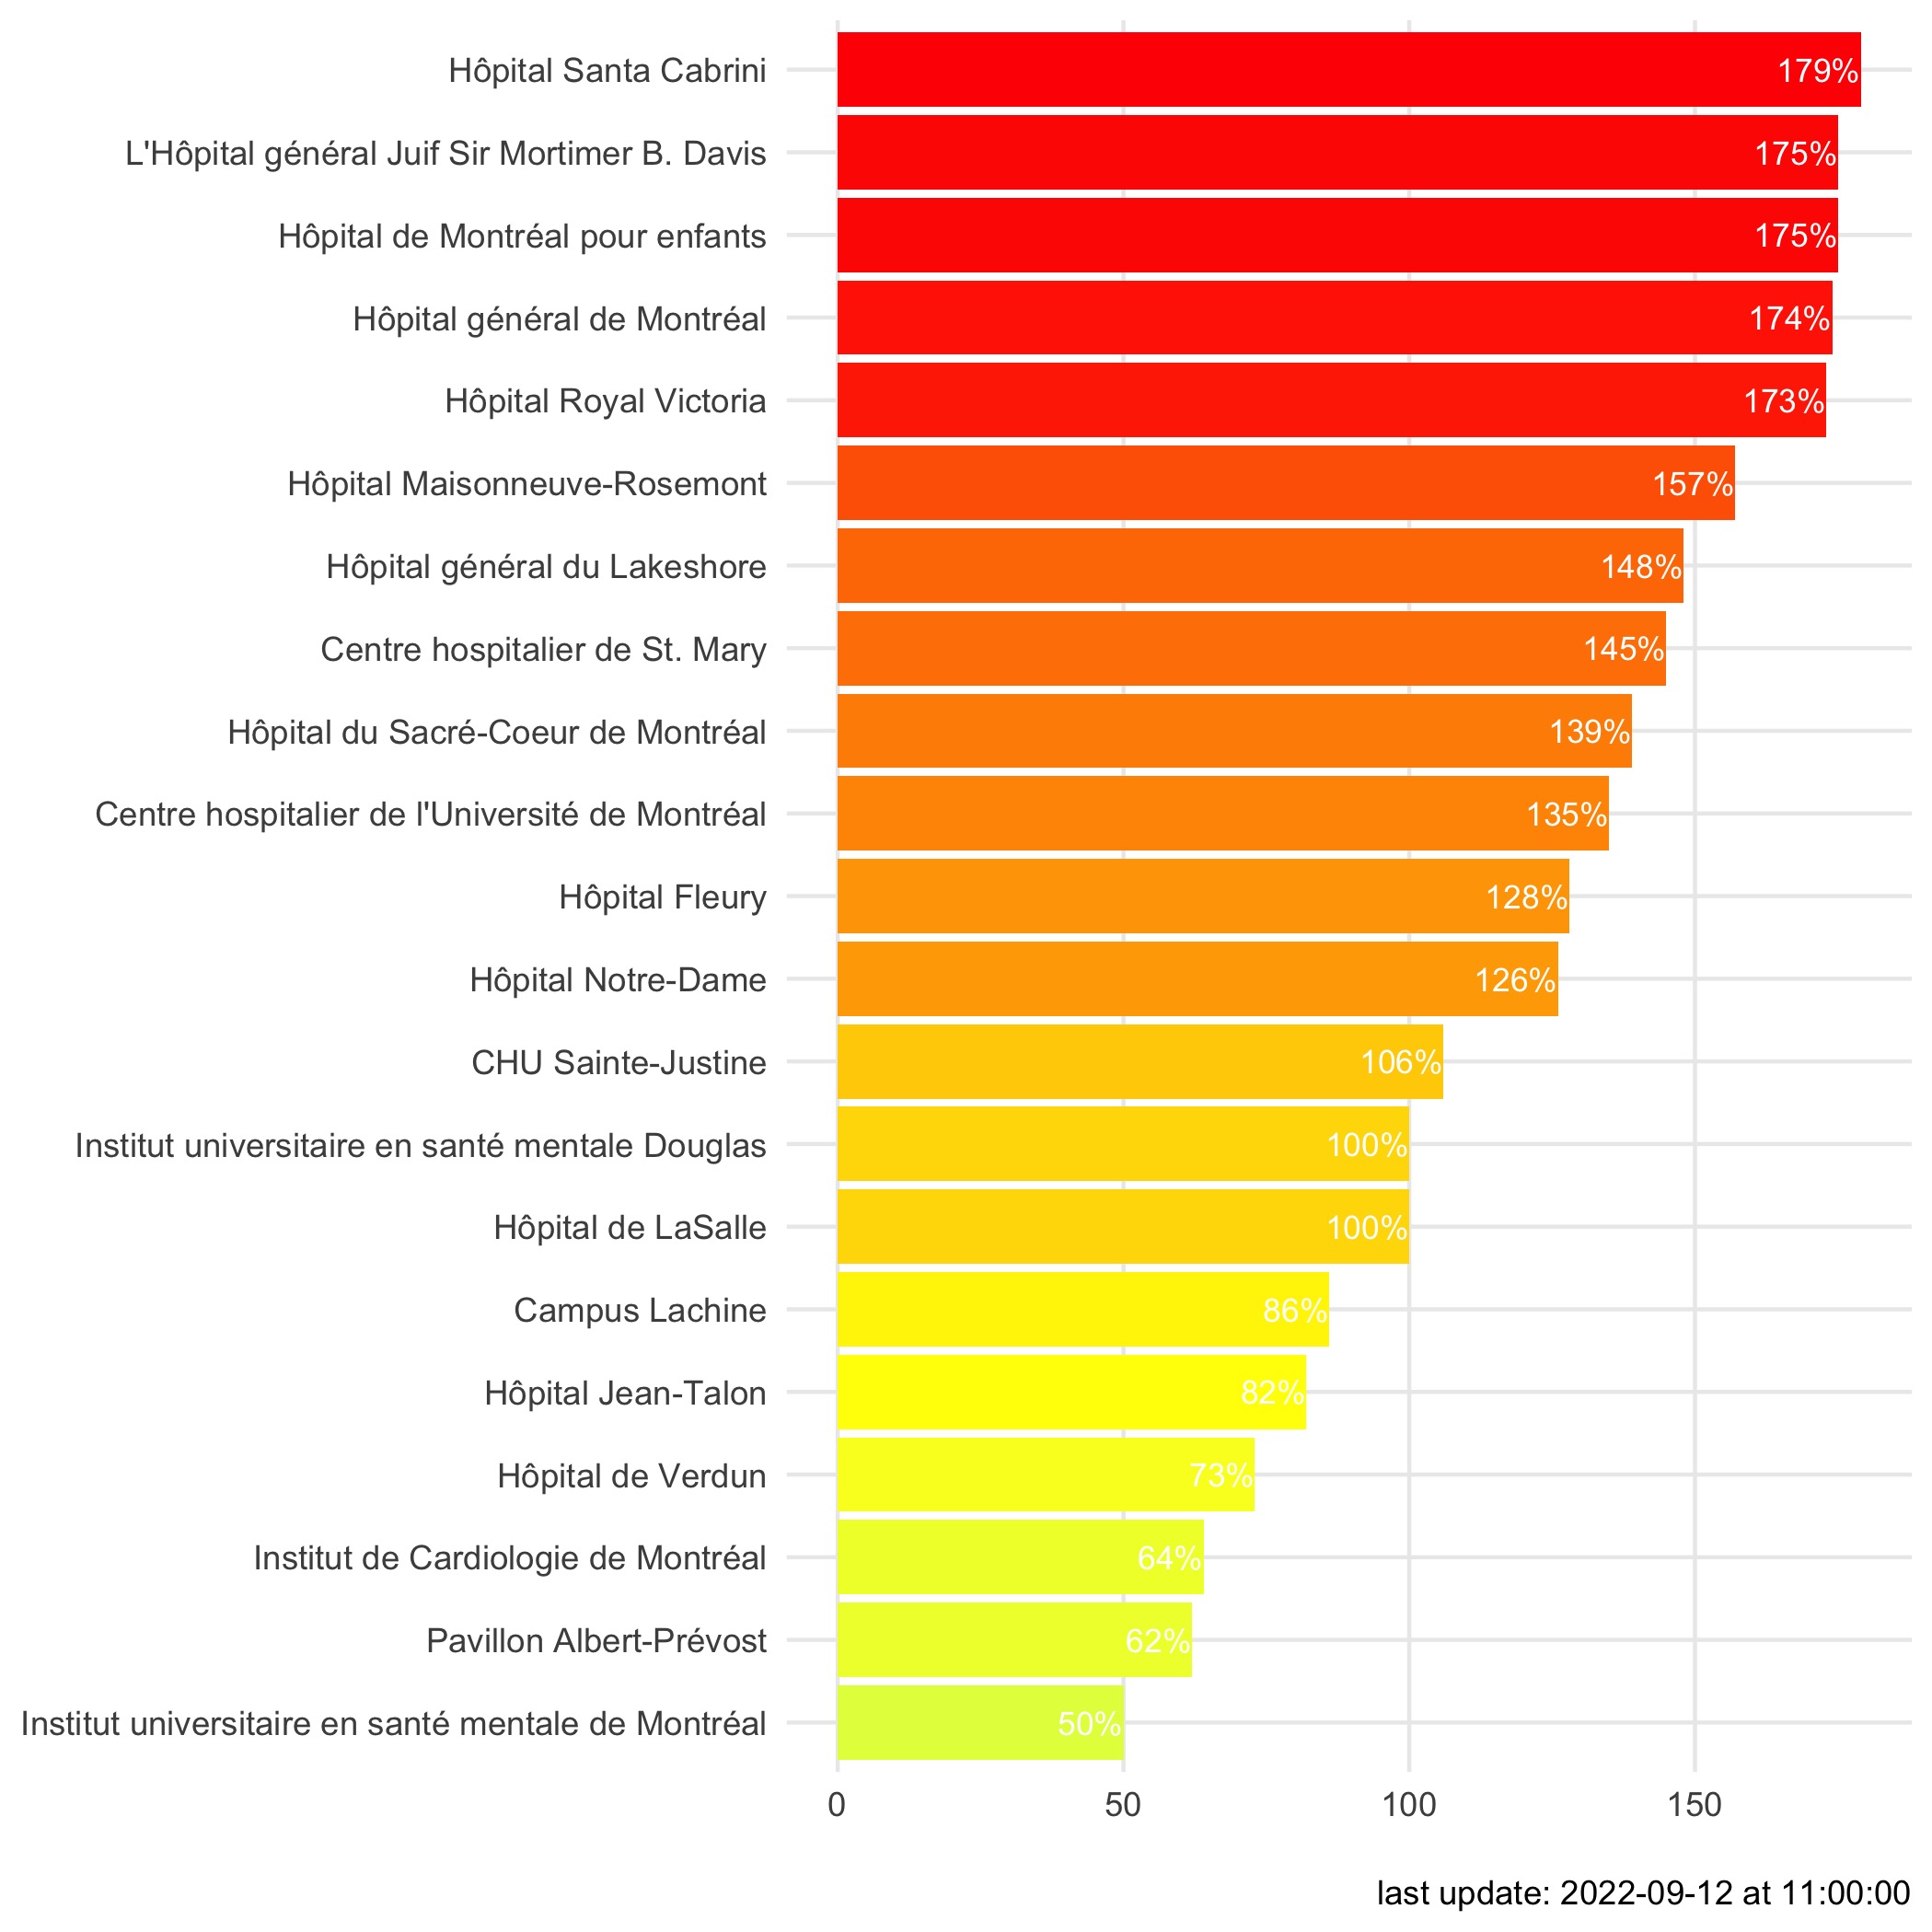 Hôpital Santa Cabrini 179%
L'Hôpital général Juif Sir Mortimer B. Davis 175%
Hôpital de Montréal pour enfants 175%
Hôpital général de Montréal 174%
Hôpital Royal Victoria 173%
Hôpital Maisonneuve-Rosemont 157%
Hôpital général du Lakeshore 148%
Centre hospitalier de St. Mary 145%
Hôpital du Sacré-Coeur de Montréal 139%
Centre hospitalier de l'Université de Montréal 135%
Hôpital Fleury 128%
Hôpital Notre-Dame 126%
CHU Sainte-Justine 106%
Institut universitaire en santé mentale Douglas 100%
Hôpital de LaSalle 100%
Campus Lachine 86%
Hôpital Jean-Talon 82%
Hôpital de Verdun 73%
Institut de Cardiologie de Montréal 64%
Pavillon Albert-Prévost 62%
Institut universitaire en santé mentale de Montréal 50%
0 50 100 150
last update: 2022-09-12 at 11:00:00